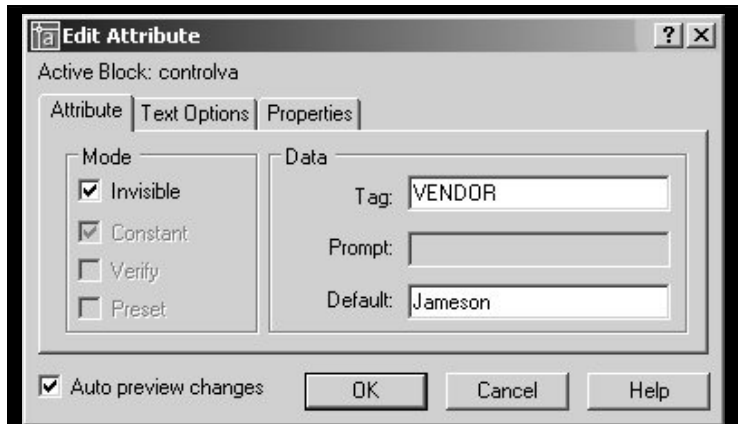 Edit Attribute
Active Block: controlva
Attribute Text Options Properties
Mode
Invisible
Constant
Verify
Preset
Data
Tag: VENDOR
Prompt:
Default: Jameson
Auto preview changes OK Cancel Help